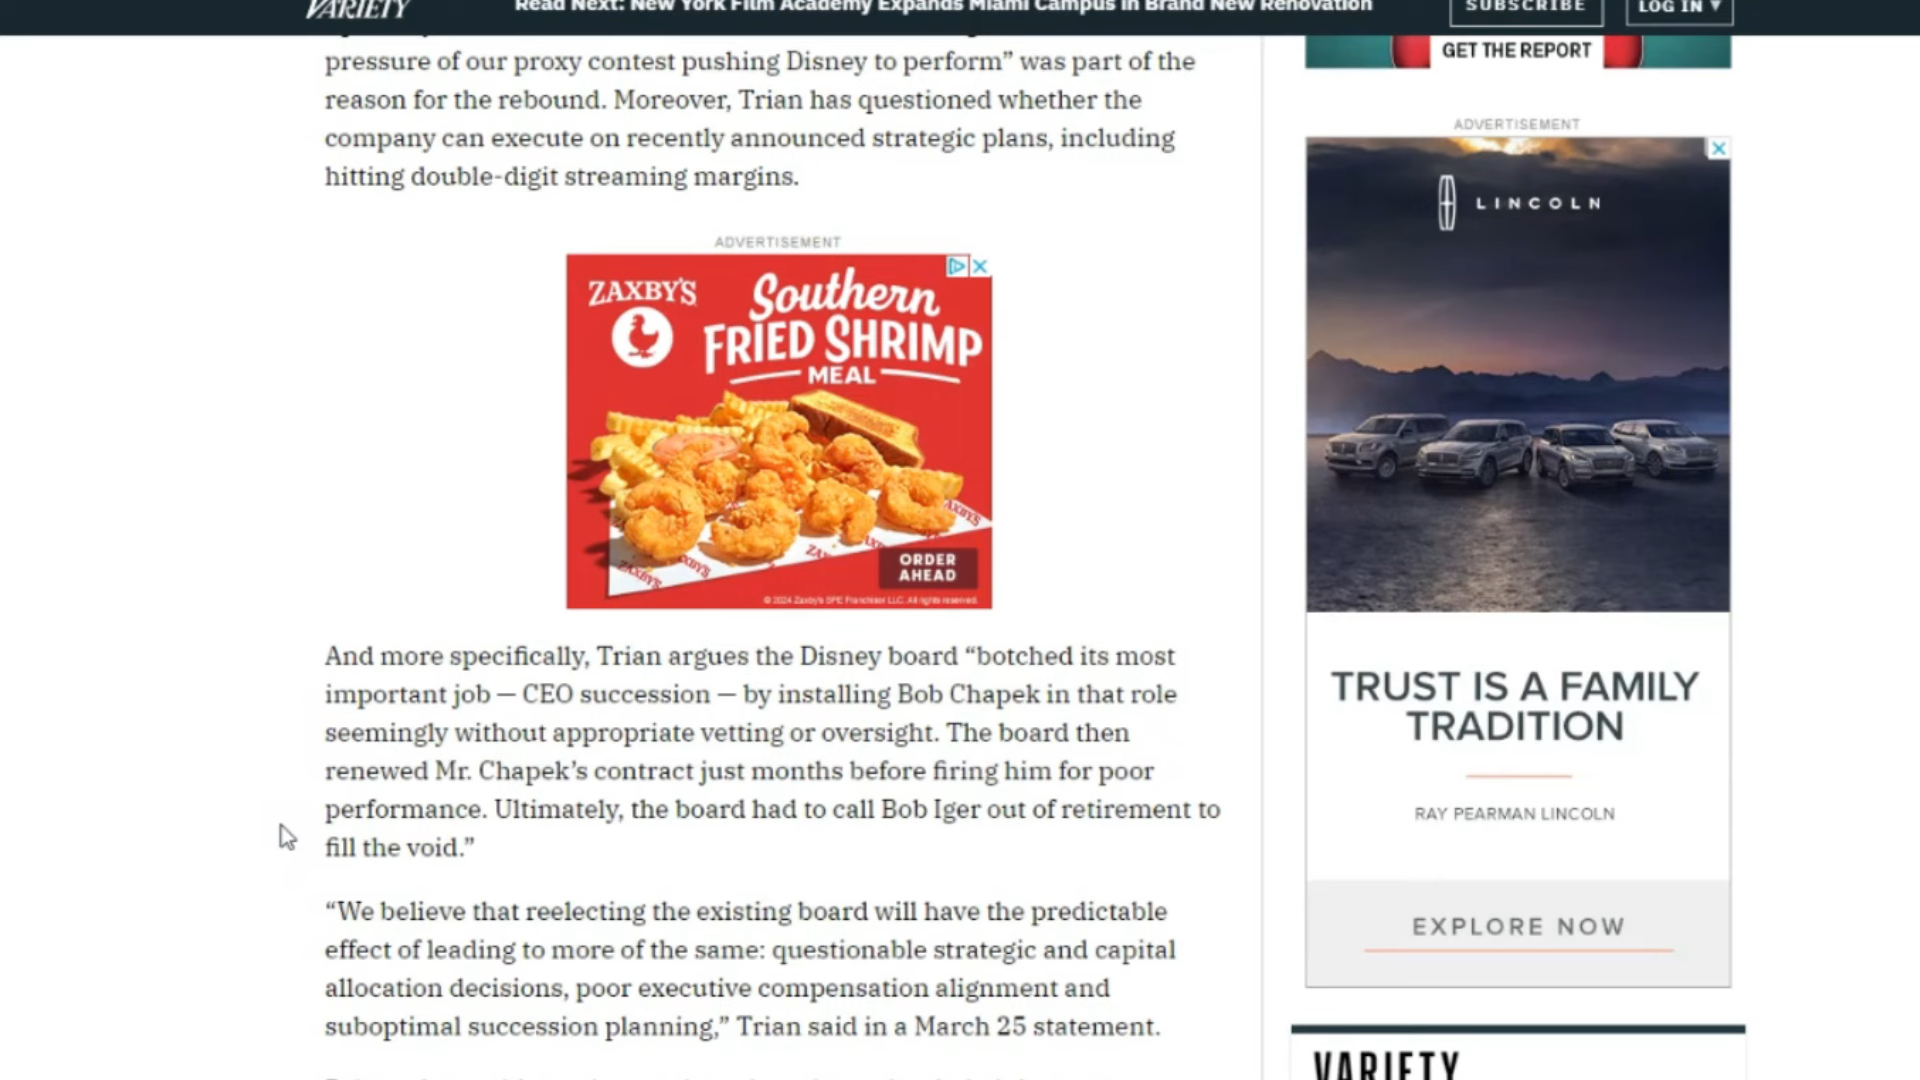 VARIETY
Read Next: New York Film Academy Expands Miami Campus in Brand New Renovation
SUBSCRIBE
LOG IN ▼
pressure of our proxy contest pushing Disney to perform” was part of the
reason for the rebound. Moreover, Trian has questioned whether the
company can execute on recently announced strategic plans, including
hitting double-digit streaming margins.
ADVERTISEMENT
ZAXBY'S
Southern
FRIED SHRIMP
MEAL
ZAXBY'S
AXBY'S
ORDER
AHEAD
© 2024 Zaxby's SPE Franchisor LLC. All rights reserved.
And more specifically, Trian argues the Disney board “botched its most
important job — CEO succession — by installing Bob Chapek in that role
seemingly without appropriate vetting or oversight. The board then
renewed Mr. Chapek’s contract just months before firing him for poor
performance. Ultimately, the board had to call Bob Iger out of retirement to
fill the void.”
“We believe that reelecting the existing board will have the predictable
effect of leading to more of the same: questionable strategic and capital
allocation decisions, poor executive compensation alignment and
suboptimal succession planning,” Trian said in a March 25 statement.
GET THE REPORT
ADVERTISEMENT
LINCOLN
TRUST IS A FAMILY
TRADITION
RAY PEARMAN LINCOLN
EXPLORE NOW
VARIETY